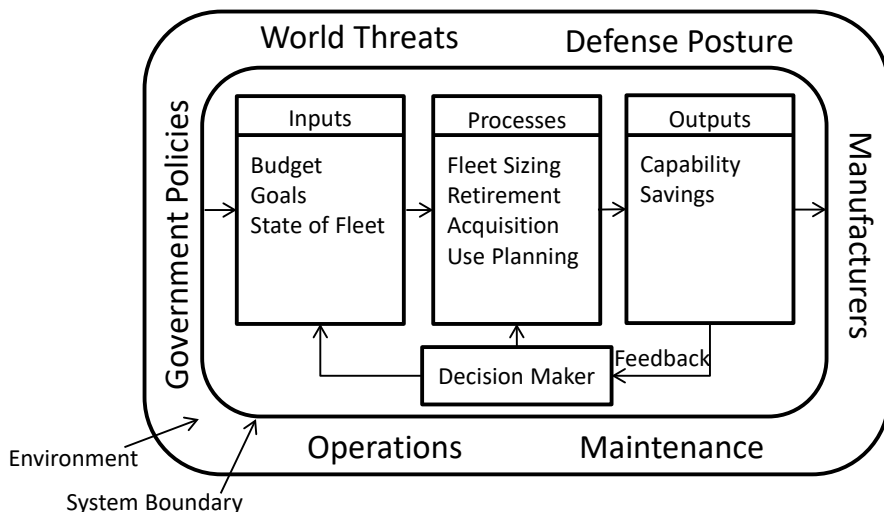 World Threats
Defense Posture
Government Policies
Manufacturers
Inputs
Budget
Goals
State of Fleet
Processes
Fleet Sizing
Retirement
Acquisition
Use Planning
Outputs
Capability
Savings
Feedback
Decision Maker
Operations
Maintenance
Environment
System Boundary